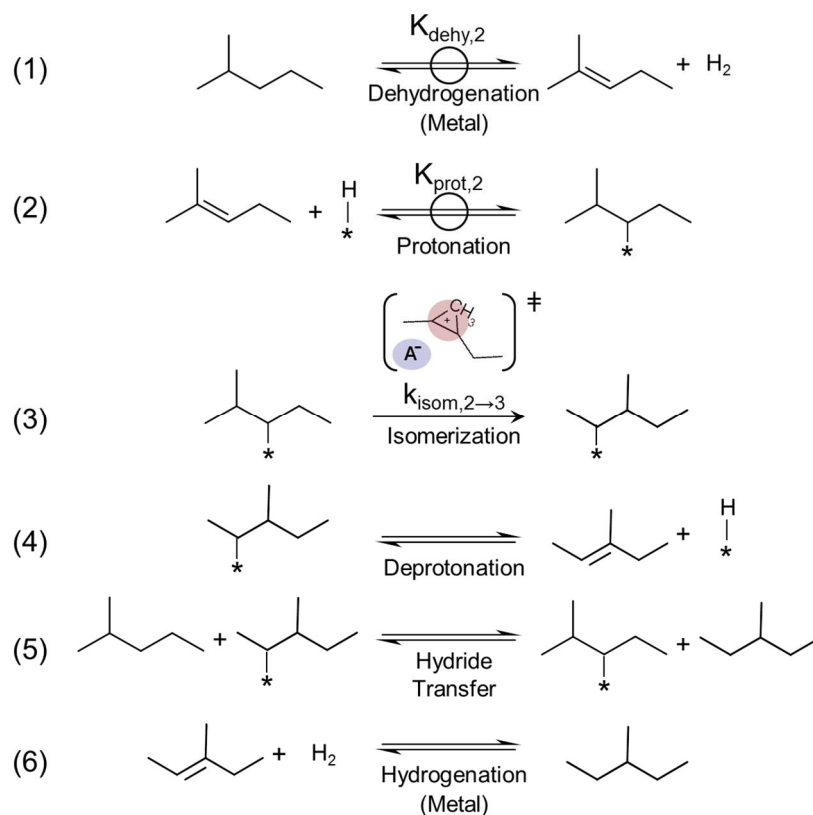 (1) K_dehy,2
Dehydrogenation
(Metal)
+ H₂
(2) + H
*
K_prot,2
Protonation
*
[ CH₃ + A⁻ ] ‡
(3) *
k_isom,2→3
Isomerization
*
(4) *
Deprotonation
+ H
*
(5) + *
Hydride
Transfer
* +
(6) + H₂
Hydrogenation
(Metal)